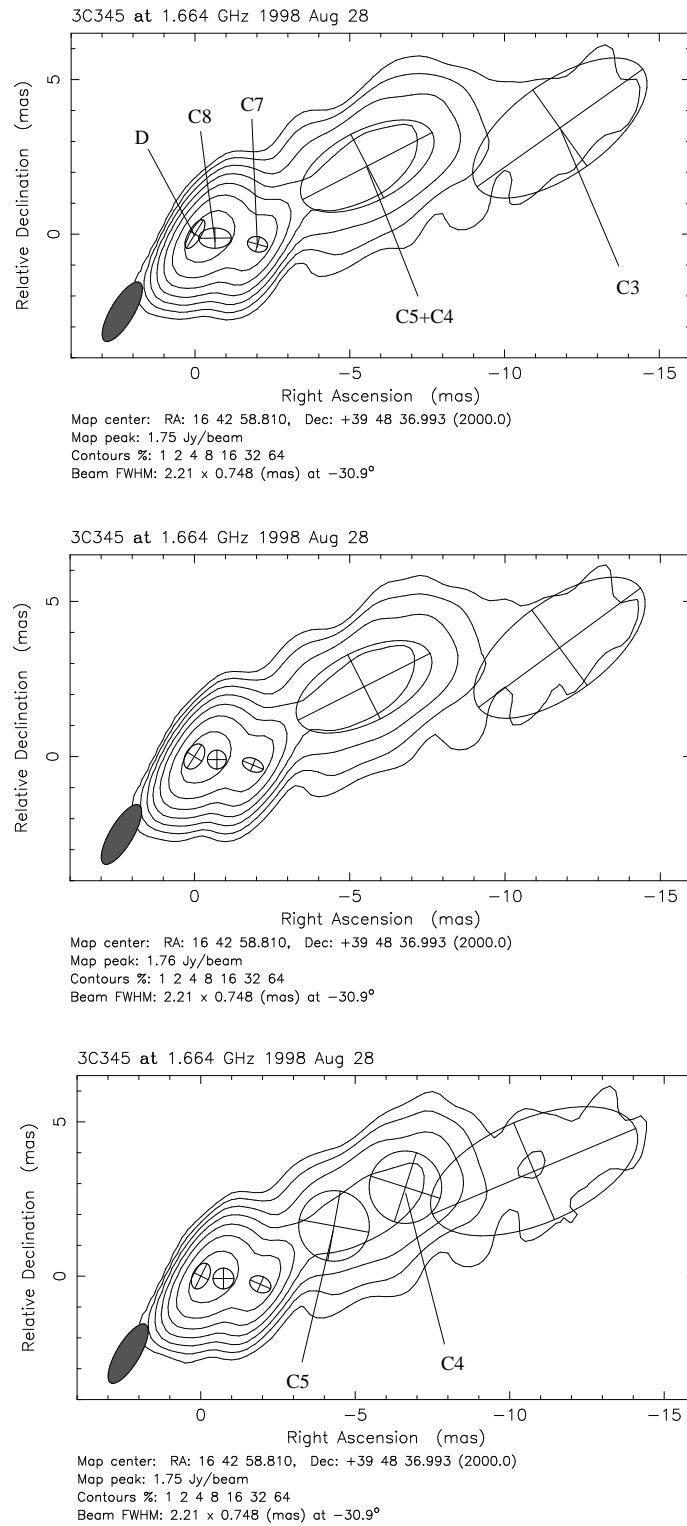 3C345 at 1.664 GHz 1998 Aug 28
5
0
Relative Declination (mas)
D
C8
C7
C5+C4
C3
0 −5 −10 −15
Right Ascension (mas)
Map center: RA: 16 42 58.810, Dec: +39 48 36.993 (2000.0)
Map peak: 1.75 Jy/beam
Contours %: 1 2 4 8 16 32 64
Beam FWHM: 2.21 x 0.748 (mas) at −30.9°
3C345 at 1.664 GHz 1998 Aug 28
5
0
Relative Declination (mas)
0 −5 −10 −15
Right Ascension (mas)
Map center: RA: 16 42 58.810, Dec: +39 48 36.993 (2000.0)
Map peak: 1.76 Jy/beam
Contours %: 1 2 4 8 16 32 64
Beam FWHM: 2.21 x 0.748 (mas) at −30.9°
3C345 at 1.664 GHz 1998 Aug 28
5
0
Relative Declination (mas)
C5
C4
0 −5 −10 −15
Right Ascension (mas)
Map center: RA: 16 42 58.810, Dec: +39 48 36.993 (2000.0)
Map peak: 1.75 Jy/beam
Contours %: 1 2 4 8 16 32 64
Beam FWHM: 2.21 x 0.748 (mas) at −30.9°